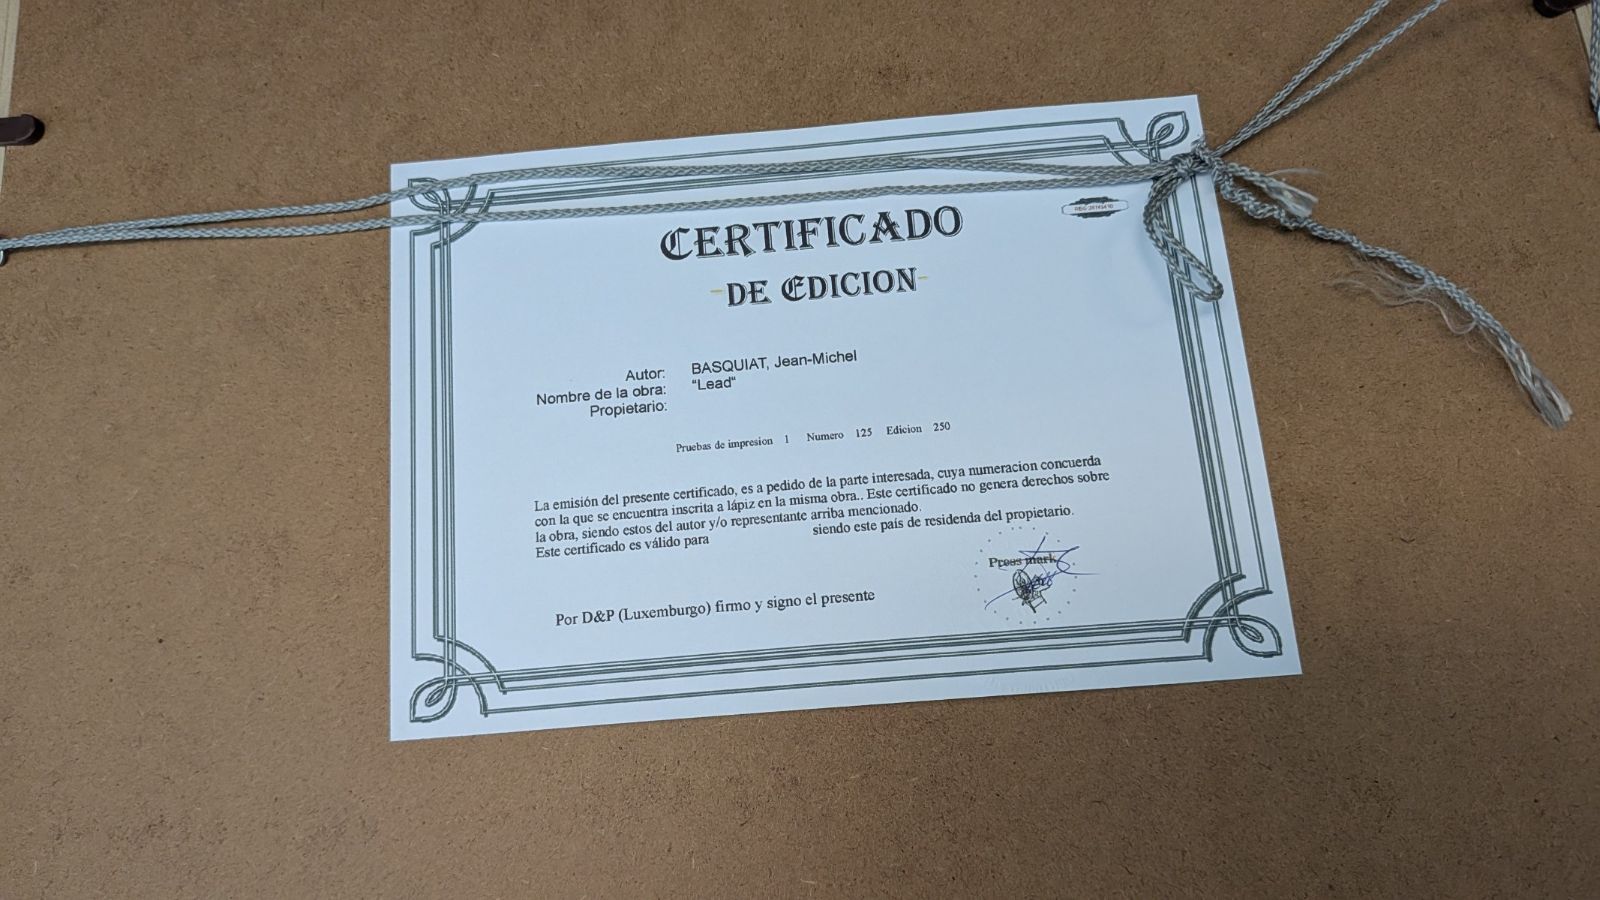 CERTIFICADO
-DE EDICION-
Autor: BASQUIAT, Jean-Michel
Nombre de la obra: "Lead"
Propietario:
Pruebas de impresion 1 Numero 125 Edicion 250
La emisión del presente certificado, es a pedido de la parte interesada, cuya numeracion concuerda
con la que se encuentra inscrita a lápiz en la misma obra.. Este certificado no genera derechos sobre
la obra, siendo estos del autor y/o representante arriba mencionado.
Este certificado es válido para siendo este país de residenda del propietario.
Press mark
Por D&P (Luxemburgo) firmo y signo el presente